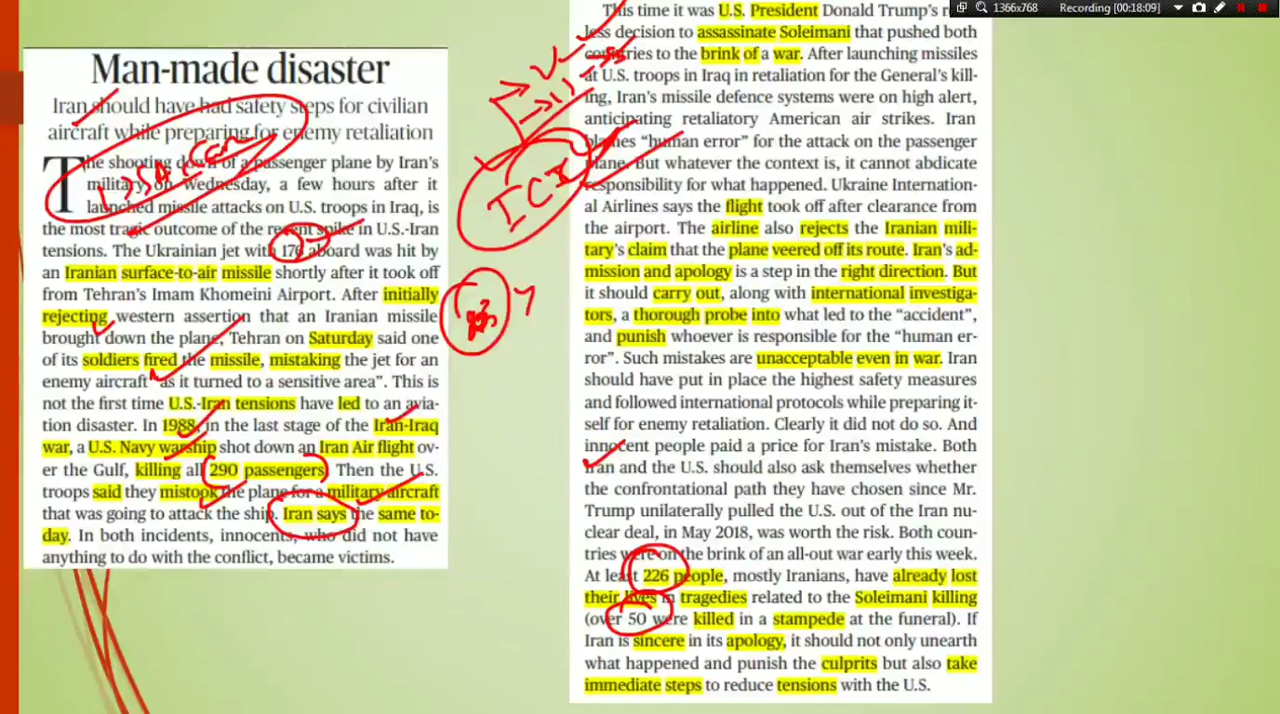 1366x768
Recording [00:18:09]
Man-made disaster
Iran should have had safety steps for civilian
aircraft while preparing for enemy retaliation
The shooting down of a passenger plane by Iran's
military on Wednesday, a few hours after it
launched missile attacks on U.S. troops in Iraq, is
the most tragic outcome of the recent spike in U.S.-Iran
tensions. The Ukrainian jet with 176 aboard was hit by
an Iranian surface-to-air missile shortly after it took off
from Tehran's Imam Khomeini Airport. After initially
rejecting western assertion that an Iranian missile
brought down the plane, Tehran on Saturday said one
of its soldiers fired the missile, mistaking the jet for an
enemy aircraft "as it turned to a sensitive area". This is
not the first time U.S.-Iran tensions have led to an avia-
tion disaster. In 1988, in the last stage of the Iran-Iraq
war, a U.S. Navy warship shot down an Iran Air flight ov-
er the Gulf, killing all 290 passengers. Then the U.S.
troops said they mistook the plane for a military aircraft
that was going to attack the ship. Iran says the same to-
day. In both incidents, innocents, who did not have
anything to do with the conflict, became victims.
ICJ
This time it was U.S. President Donald Trump's
decision to assassinate Soleimani that pushed both
countries to the brink of a war. After launching missiles
at U.S. troops in Iraq in retaliation for the General's kill-
ing, Iran's missile defence systems were on high alert,
anticipating retaliatory American air strikes. Iran
blames "human error" for the attack on the passenger
plane. But whatever the context is, it cannot abdicate
responsibility for what happened. Ukraine Internation-
al Airlines says the flight took off after clearance from
the airport. The airline also rejects the Iranian mili-
tary's claim that the plane veered off its route. Iran's ad-
mission and apology is a step in the right direction. But
it should carry out, along with international investiga-
tors, a thorough probe into what led to the "accident",
and punish whoever is responsible for the "human er-
ror". Such mistakes are unacceptable even in war. Iran
should have put in place the highest safety measures
and followed international protocols while preparing it-
self for enemy retaliation. Clearly it did not do so. And
innocent people paid a price for Iran's mistake. Both
Iran and the U.S. should also ask themselves whether
the confrontational path they have chosen since Mr.
Trump unilaterally pulled the U.S. out of the Iran nu-
clear deal, in May 2018, was worth the risk. Both coun-
tries were on the brink of an all-out war early this week.
At least 226 people, mostly Iranians, have already lost
their lives in tragedies related to the Soleimani killing
(over 50 were killed in a stampede at the funeral). If
Iran is sincere in its apology, it should not only unearth
what happened and punish the culprits but also take
immediate steps to reduce tensions with the U.S.